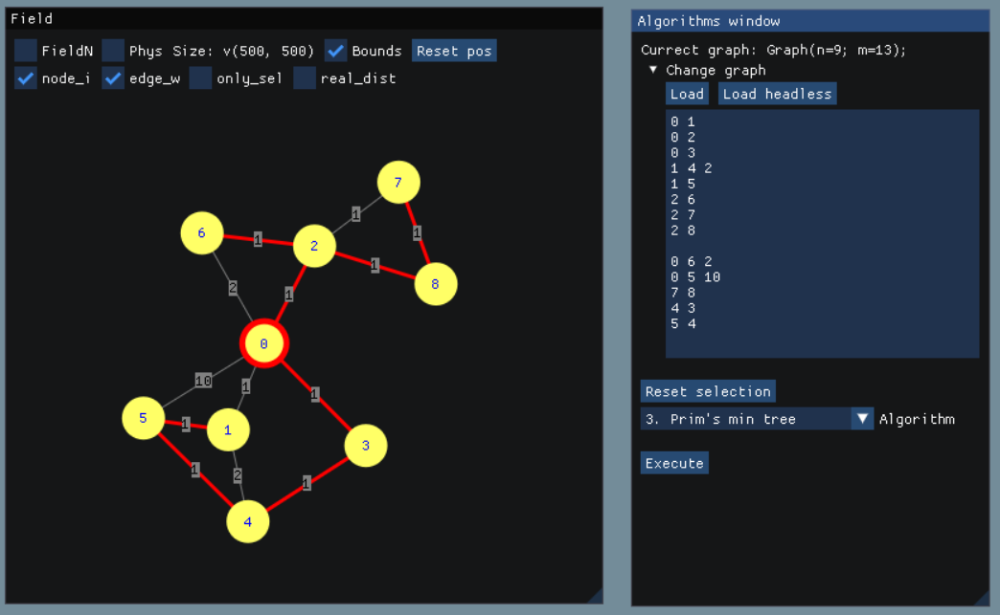 Field
FieldN Phys Size: v(500, 500) Bounds Reset pos
node_i edge_w only_sel real_dist
7
1
6 1 2 1
1
2 1 8
0
10 1 1
5 1 1 3
1 2 1
4
Algorithms window
Currect graph: Graph(n=9; m=13);
Change graph
Load Load headless
0 1
0 2
0 3
1 4 2
1 5
2 6
2 7
2 8
0 6 2
0 5 10
7 8
4 3
5 4
Reset selection
3. Prim's min tree Algorithm
Execute